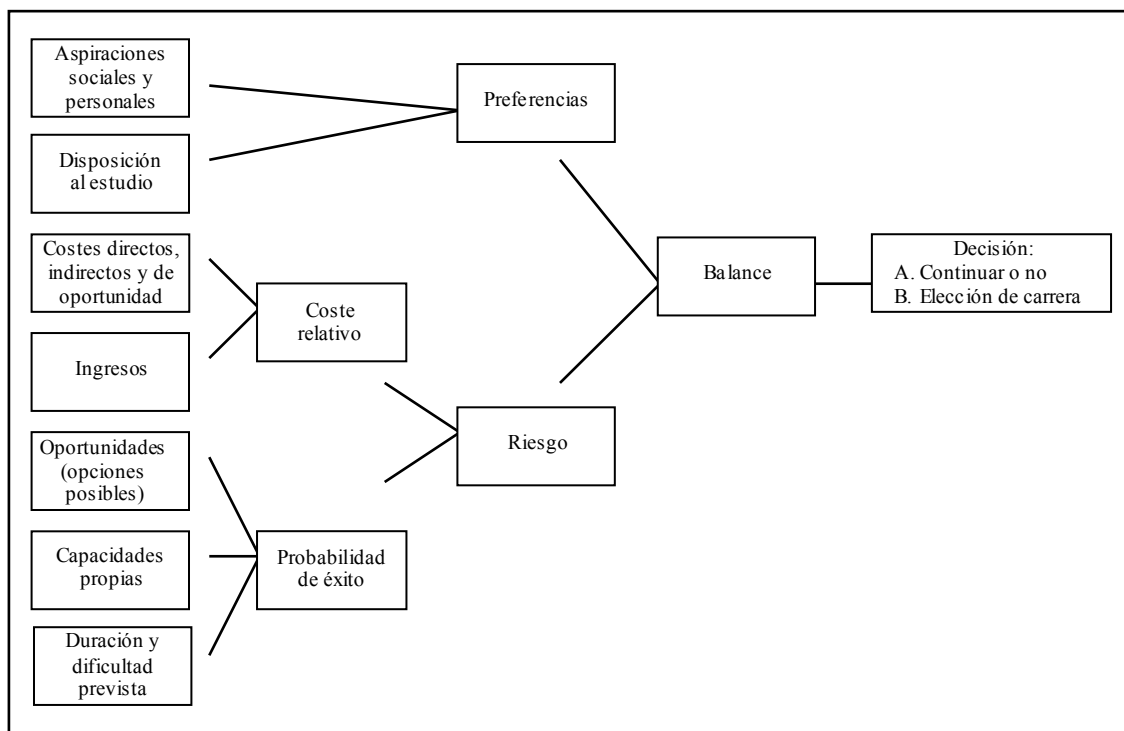 Aspiraciones
sociales y
personales
Disposición
al estudio
Costes directos,
indirectos y de
oportunidad
Ingresos
Oportunidades
(opciones
posibles)
Capacidades
propias
Duración y
dificultad
prevista
Coste
relativo
Probabilidad
de éxito
Preferencias
Riesgo
Balance
Decisión:
A. Continuar o no
B. Elección de carrera